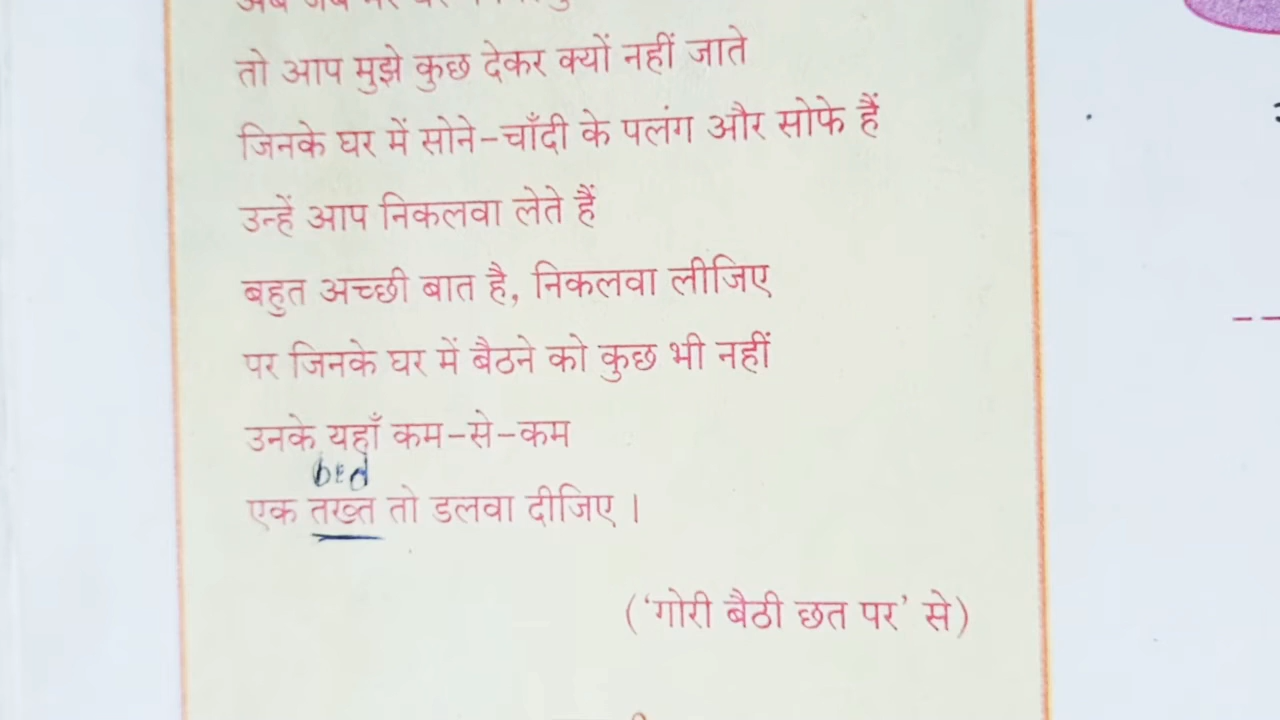 तो आप मुझे कुछ देकर क्यों नहीं जाते
जिनके घर में सोने-चाँदी के पलंग और सोफे हैं
उन्हें आप निकलवा लेते हैं
बहुत अच्छी बात है, निकलवा लीजिए
पर जिनके घर में बैठने को कुछ भी नहीं
उनके यहाँ कम-से-कम
bed
एक तख्त तो डलवा दीजिए ।
('गोरी बैठी छत पर' से)